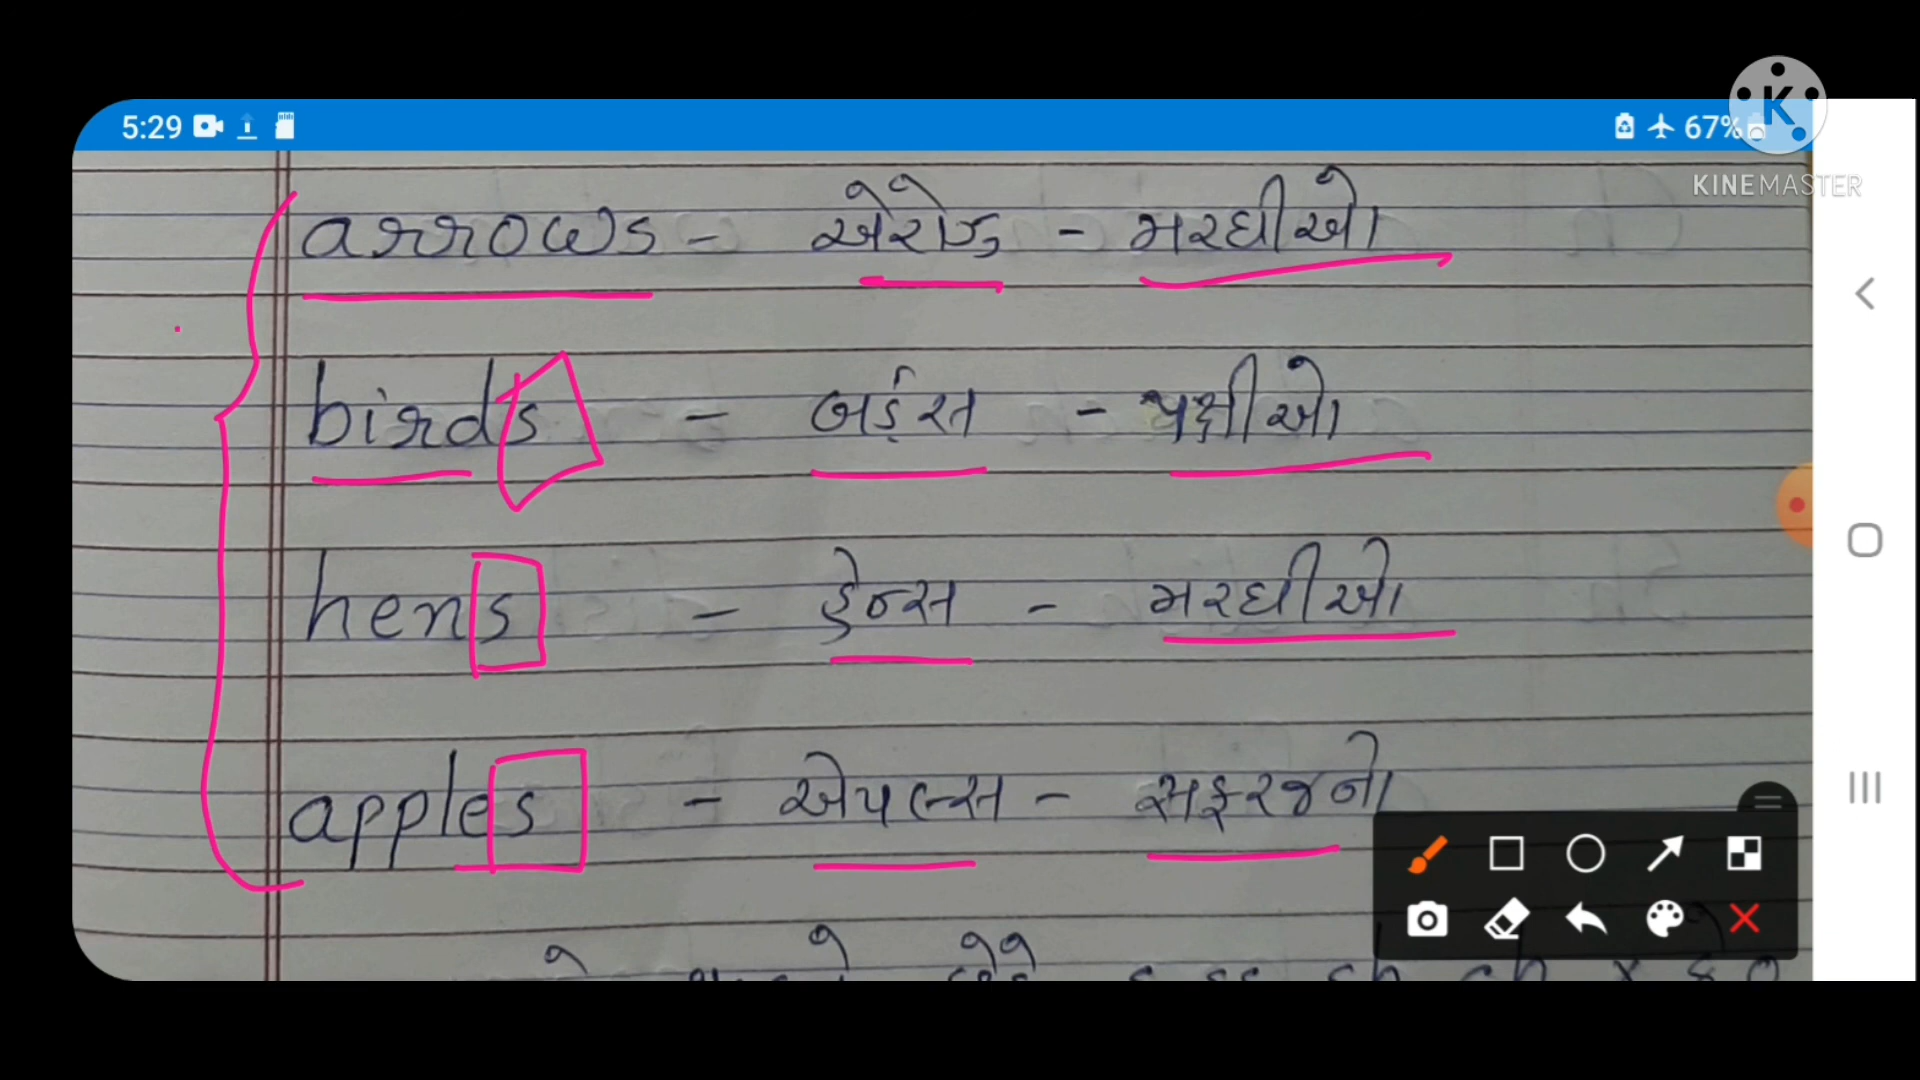 5:29 67%
KINEMASTER
arrows - એરોઝ - મરઘીઓ
birds - બર્ડ્સ - પક્ષીઓ
hens - હેન્સ - મરઘીઓ
apples - એપલ્સ - સફરજનો